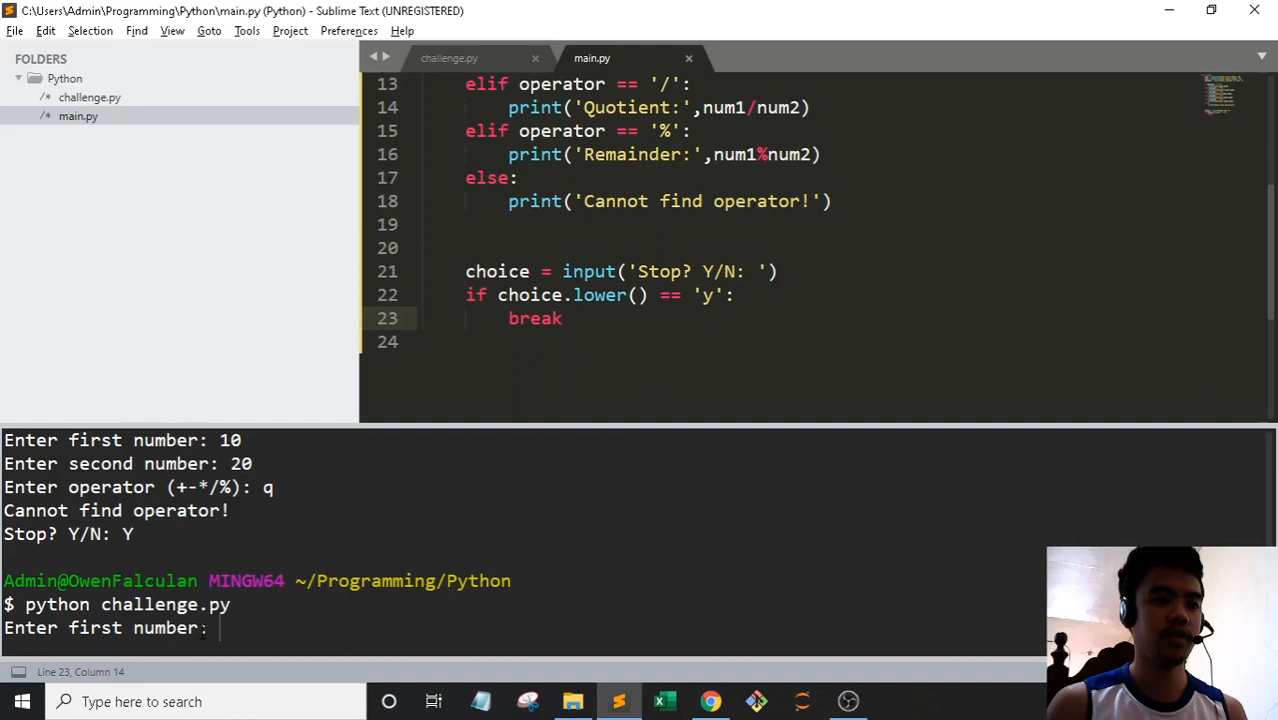 C:\Users\Admin\Programming\Python\main.py (Python) - Sublime Text (UNREGISTERED)
File Edit Selection Find View Goto Tools Project Preferences Help
FOLDERS
Python
/* challenge.py
/* main.py
challenge.py main.py
13 elif operator == '/':
14 print('Quotient:',num1/num2)
15 elif operator == '%':
16 print('Remainder:',num1%num2)
17 else:
18 print('Cannot find operator!')
19
20
21 choice = input('Stop? Y/N: ')
22 if choice.lower() == 'y':
23 break
24
Enter first number: 10
Enter second number: 20
Enter operator (+-*/%): q
Cannot find operator!
Stop? Y/N: Y
Admin@OwenFalculan MINGW64 ~/Programming/Python
$ python challenge.py
Enter first number:
Line 23, Column 14
Type here to search